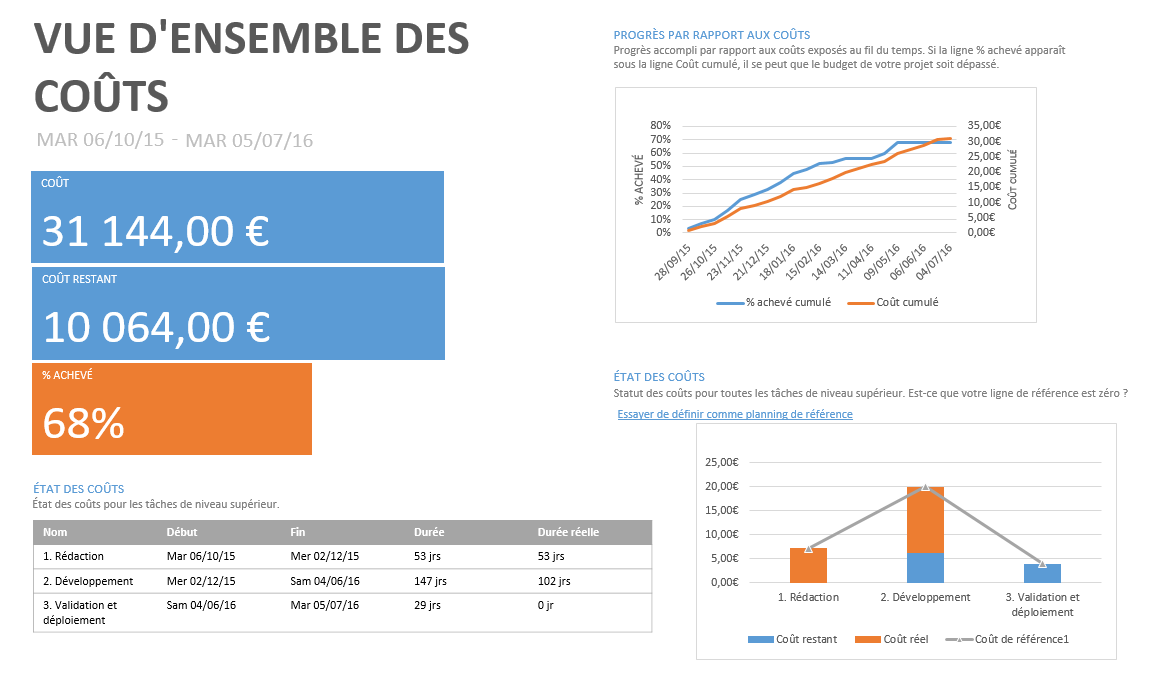 VUE D'ENSEMBLE DES
COÛTS
MAR 06/10/15 - MAR 05/07/16
COÛT
31 144,00 €
COÛT RESTANT
10 064,00 €
% ACHEVÉ
68%
ÉTAT DES COÛTS
État des coûts pour les tâches de niveau supérieur.
Nom Début Fin Durée Durée réelle
1. Rédaction Mar 06/10/15 Mer 02/12/15 53 jrs 53 jrs
2. Développement Mer 02/12/15 Sam 04/06/16 147 jrs 102 jrs
3. Validation et Sam 04/06/16 Mar 05/07/16 29 jrs 0 jr
déploiement
PROGRÈS PAR RAPPORT AUX COÛTS
Progrès accompli par rapport aux coûts exposés au fil du temps. Si la ligne % achevé apparaît
sous la ligne Coût cumulé, il se peut que le budget de votre projet soit dépassé.
% ACHEVÉ
80%
70%
60%
50%
40%
30%
20%
10%
0%
35,00€
30,00€
25,00€
20,00€
15,00€
10,00€
5,00€
0,00€
COÛT CUMULÉ
28/09/15 26/10/15 23/11/15 21/12/15 18/01/16 15/02/16 14/03/16 11/04/16 09/05/16 06/06/16 04/07/16
% achevé cumulé Coût cumulé
ÉTAT DES COÛTS
Statut des coûts pour toutes les tâches de niveau supérieur. Est-ce que votre ligne de référence est zéro ?
Essayer de définir comme planning de référence
25,00€
20,00€
15,00€
10,00€
5,00€
0,00€
1. Rédaction 2. Développement 3. Validation et
déploiement
Coût restant Coût réel Coût de référence1